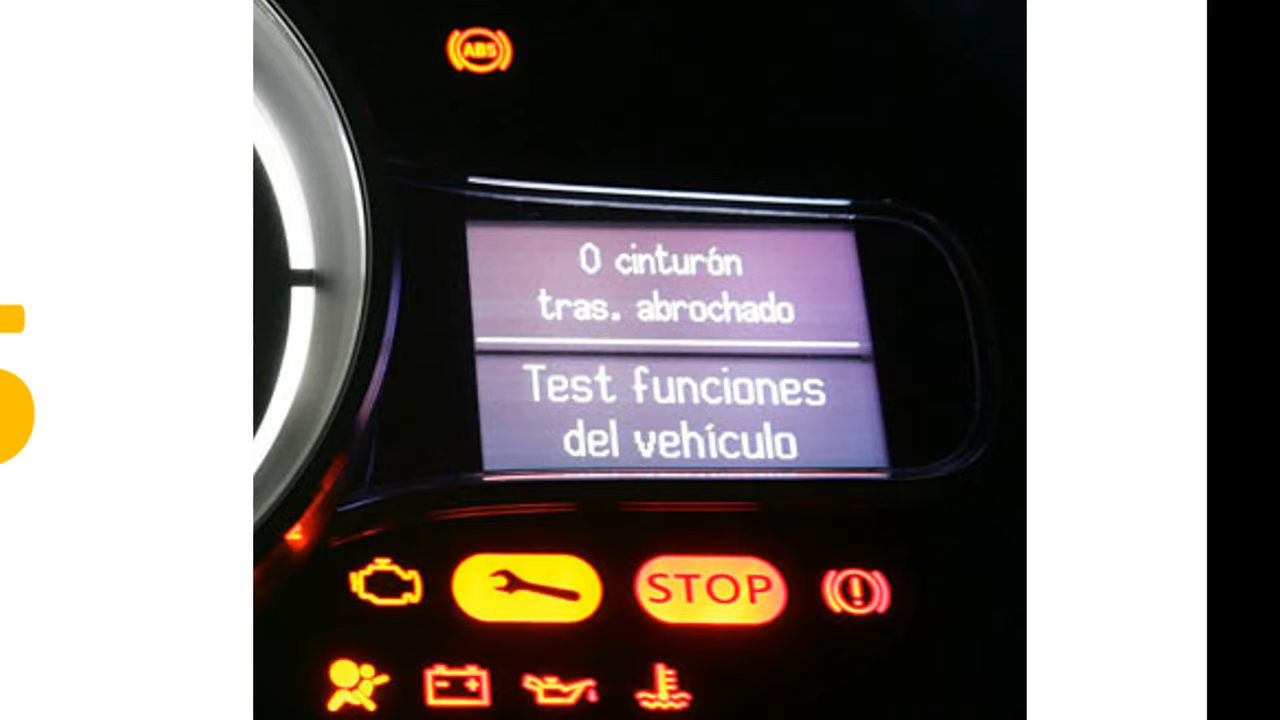 ABS
0 cinturón
tras. abrochado
Test funciones
del vehículo
STOP